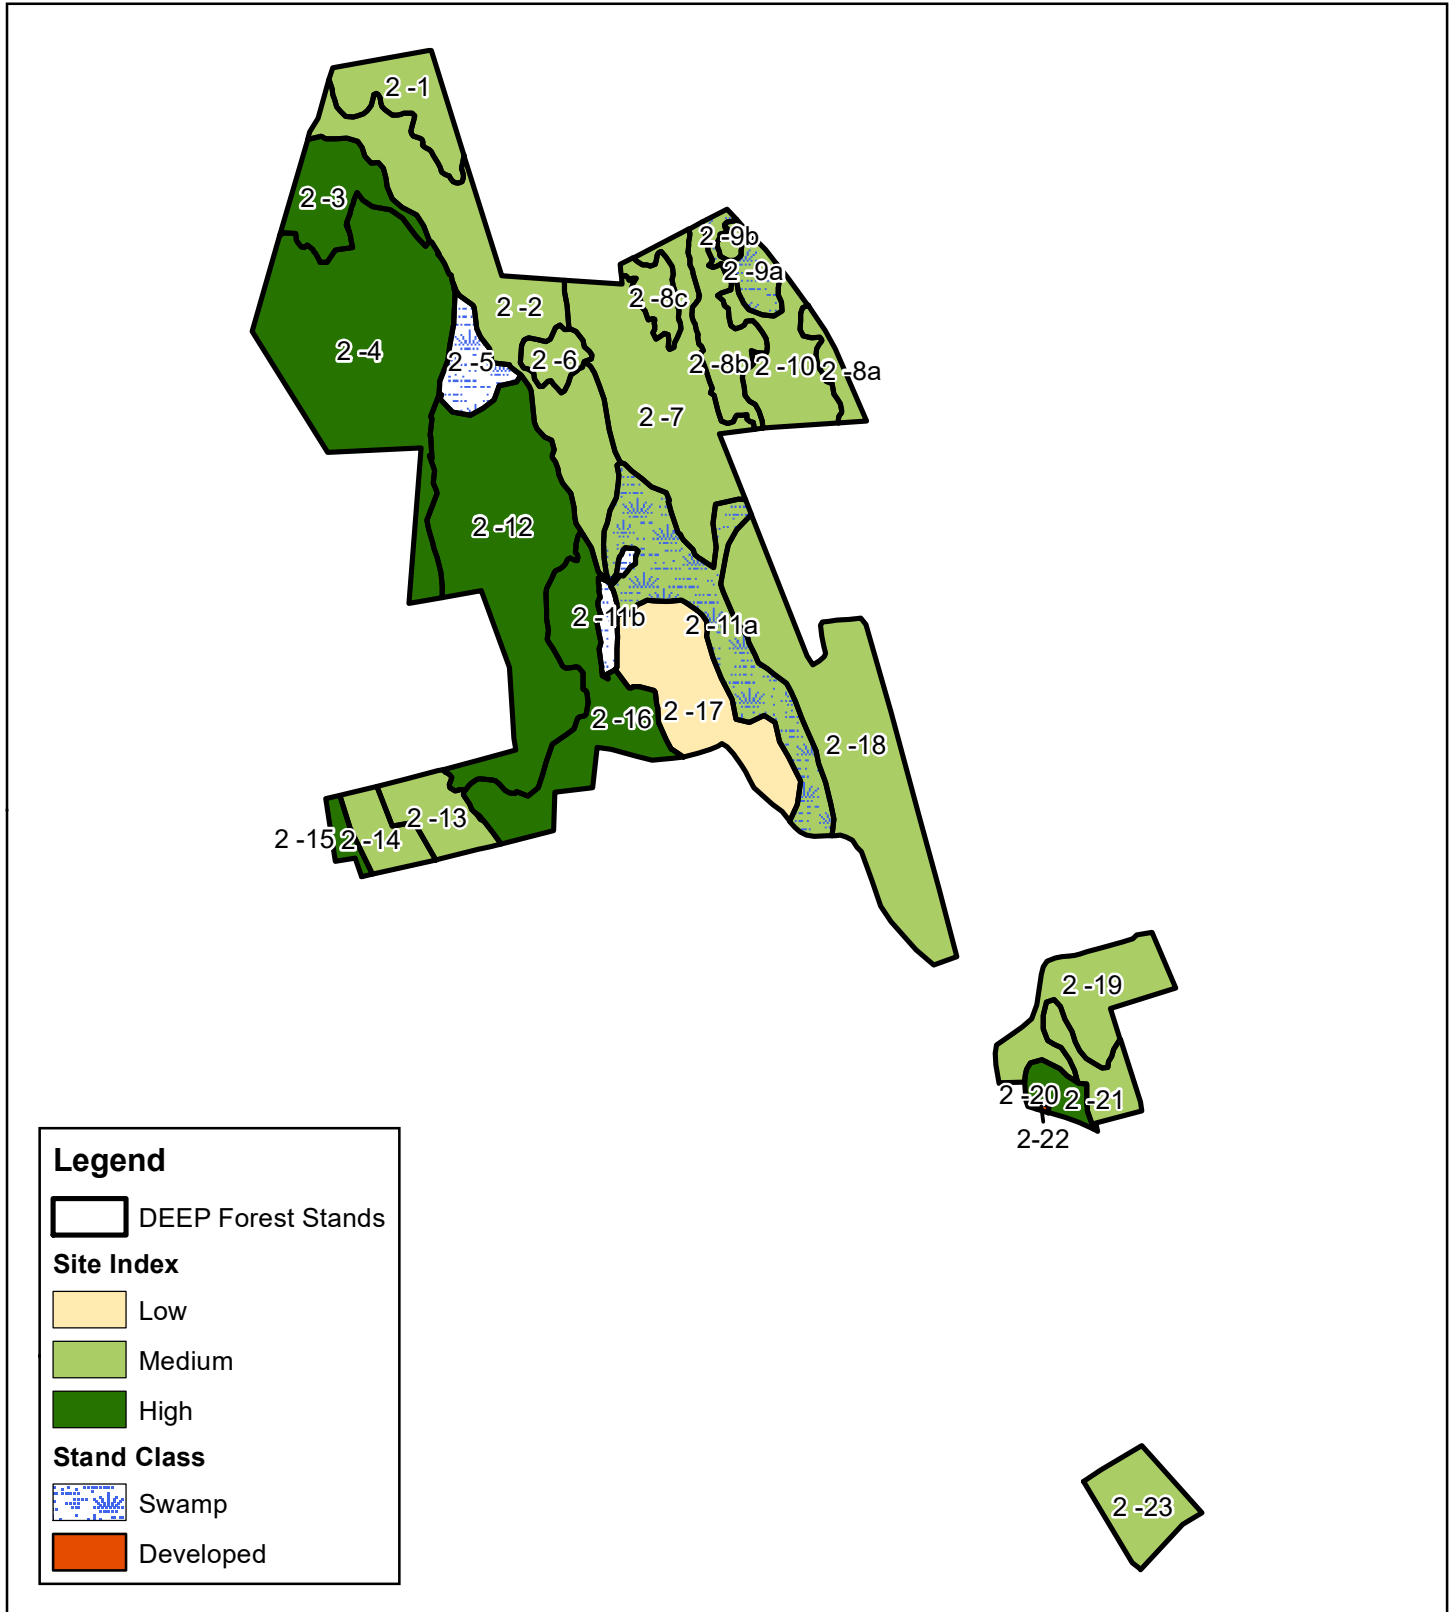 2 -1
2 -3
2 -9b
2 -9a
2 -8c
2 -2
2 -4
2 -5
2 -6
2 -8b
2 -10
2 -8a
2 -7
2 -12
2 -11b
2 -11a
2 -17
2 -16
2 -18
2 -13
2 -15
2 -14
2 -19
2 -20
2 -21
2-22
Legend
DEEP Forest Stands
Site Index
Low
Medium
High
Stand Class
Swamp
Developed
2 -23